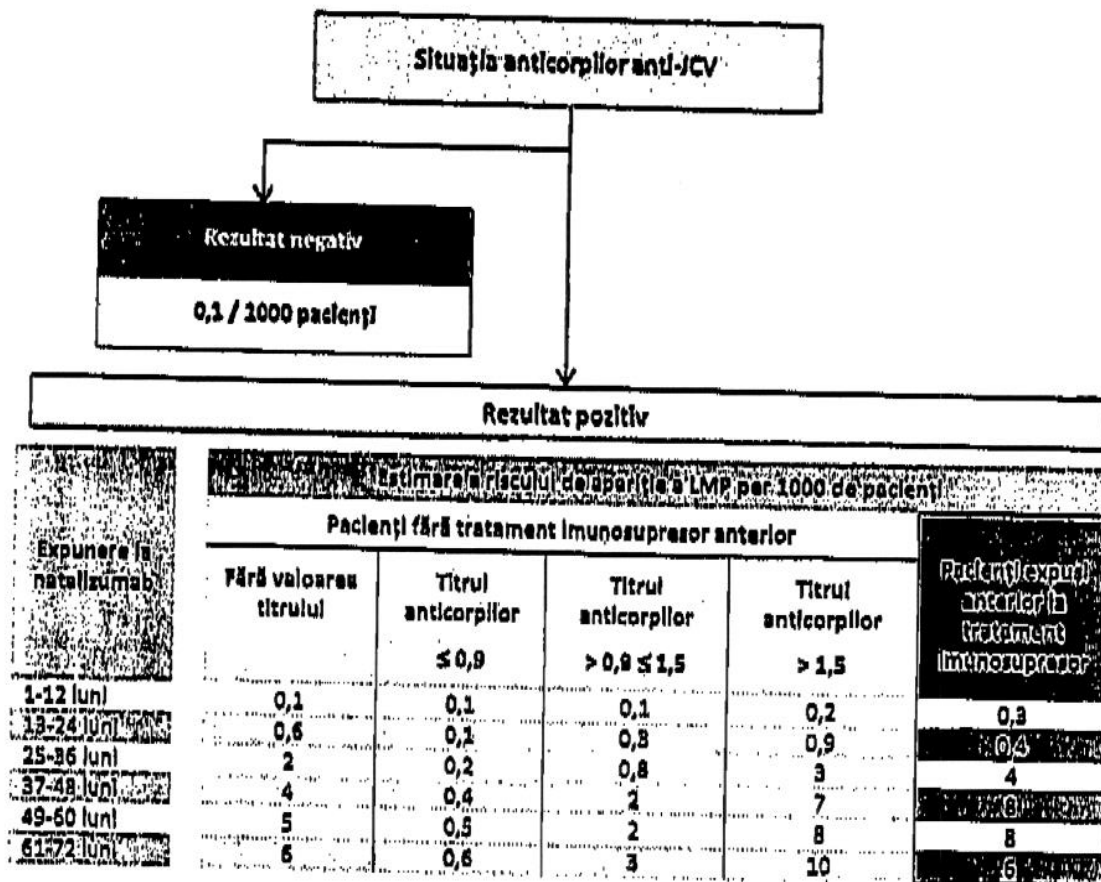 Situația anticorpilor anti-JCV
Rezultat negativ
0,1 / 1000 pacienți
Rezultat pozitiv
Expunere la
natalizumab
Estimarea riscului de apariție a LMP per 1000 de pacienți
Pacienți fără tratament imunosupresor anterior
Pacienți expuși
anterior la
tratament
imunosupresor
Fără valoarea
titrului
Titrul
anticorpilor
≤ 0,9
Titrul
anticorpilor
> 0,9 ≤ 1,5
Titrul
anticorpilor
> 1,5
1-12 luni 0,1 0,1 0,1 0,2 0,3
13-24 luni 0,6 0,1 0,3 0,9 0,4
25-36 luni 2 0,2 0,8 3 4
37-48 luni 4 0,4 2 7 8
49-60 luni 5 0,5 2 8 8
61-72 luni 6 0,6 3 10 6